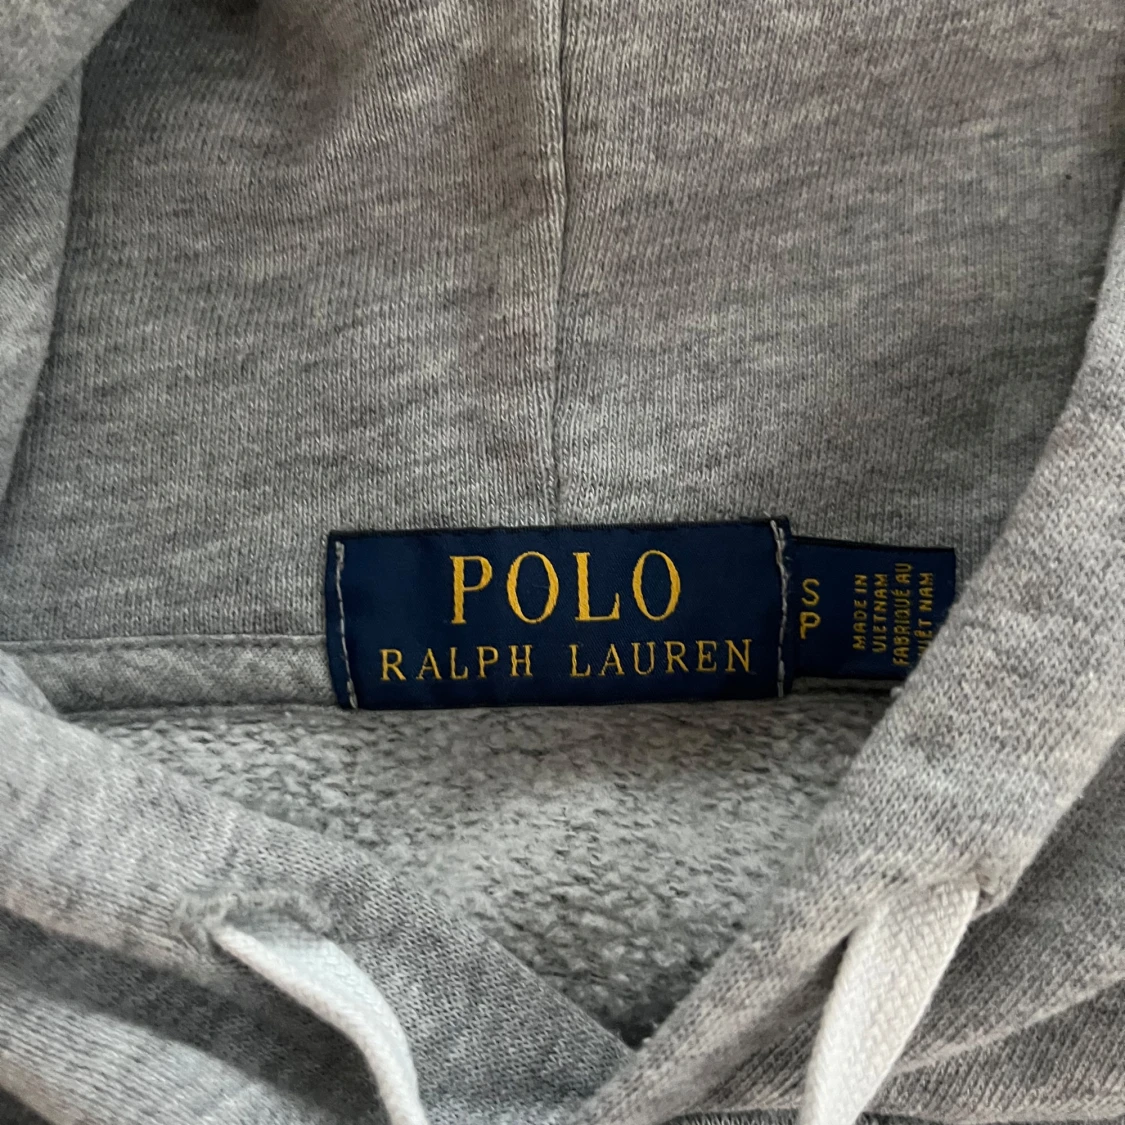 POLO
RALPH LAUREN
S
P
MADE IN
VIETNAM
FABRIQUÉ AU
VIÊT NAM